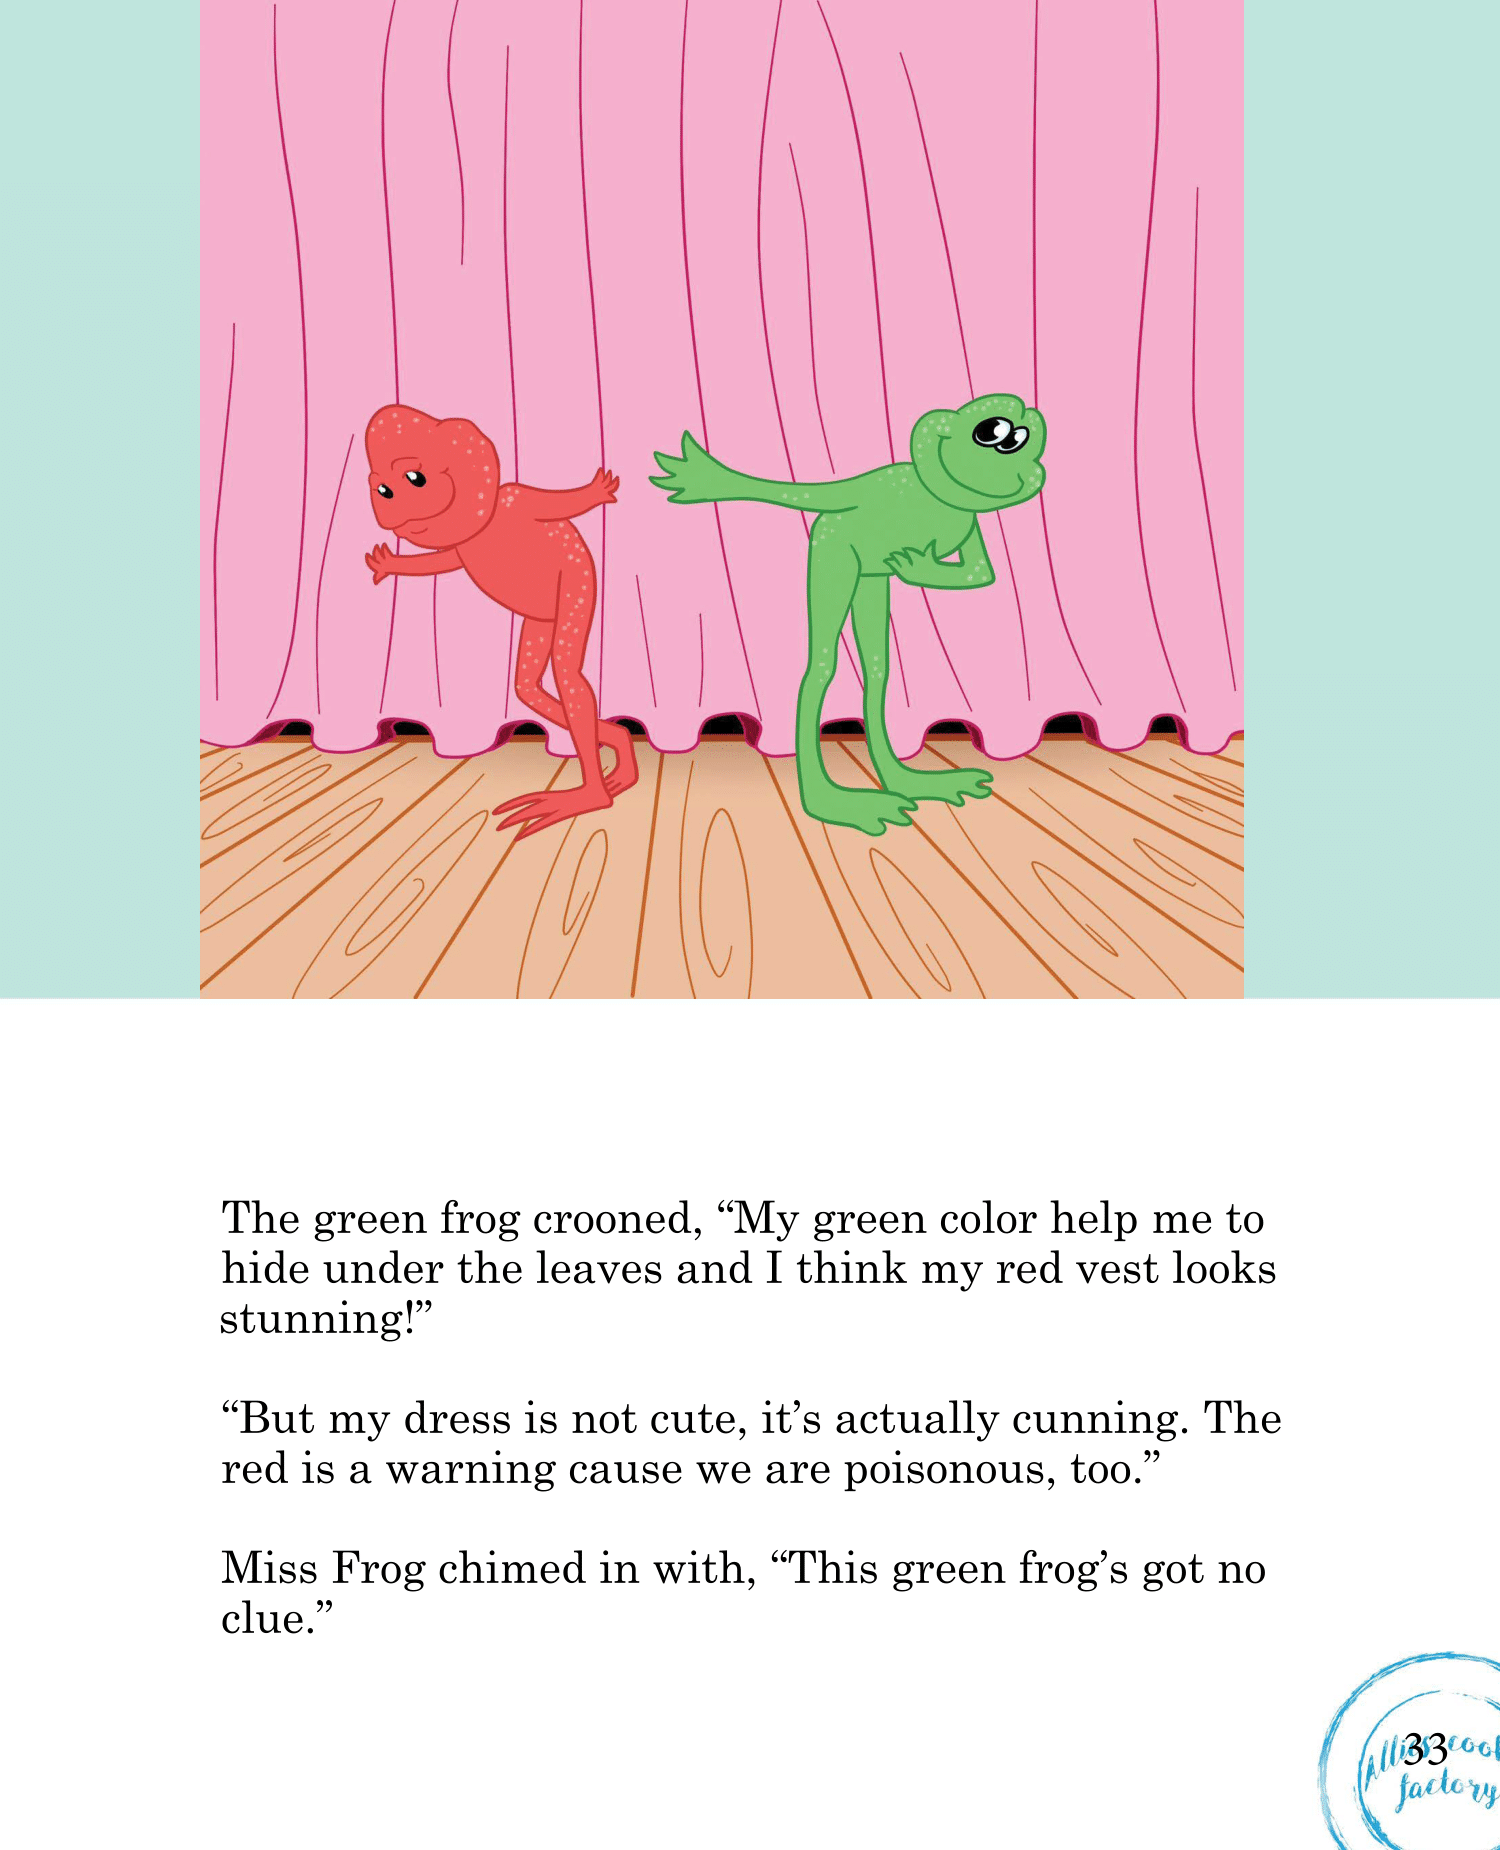 The green frog crooned, “My green color help me to
hide under the leaves and I think my red vest looks
stunning!”
“But my dress is not cute, it’s actually cunning. The
red is a warning cause we are poisonous, too.”
Miss Frog chimed in with, “This green frog’s got no
clue.”
33
factory